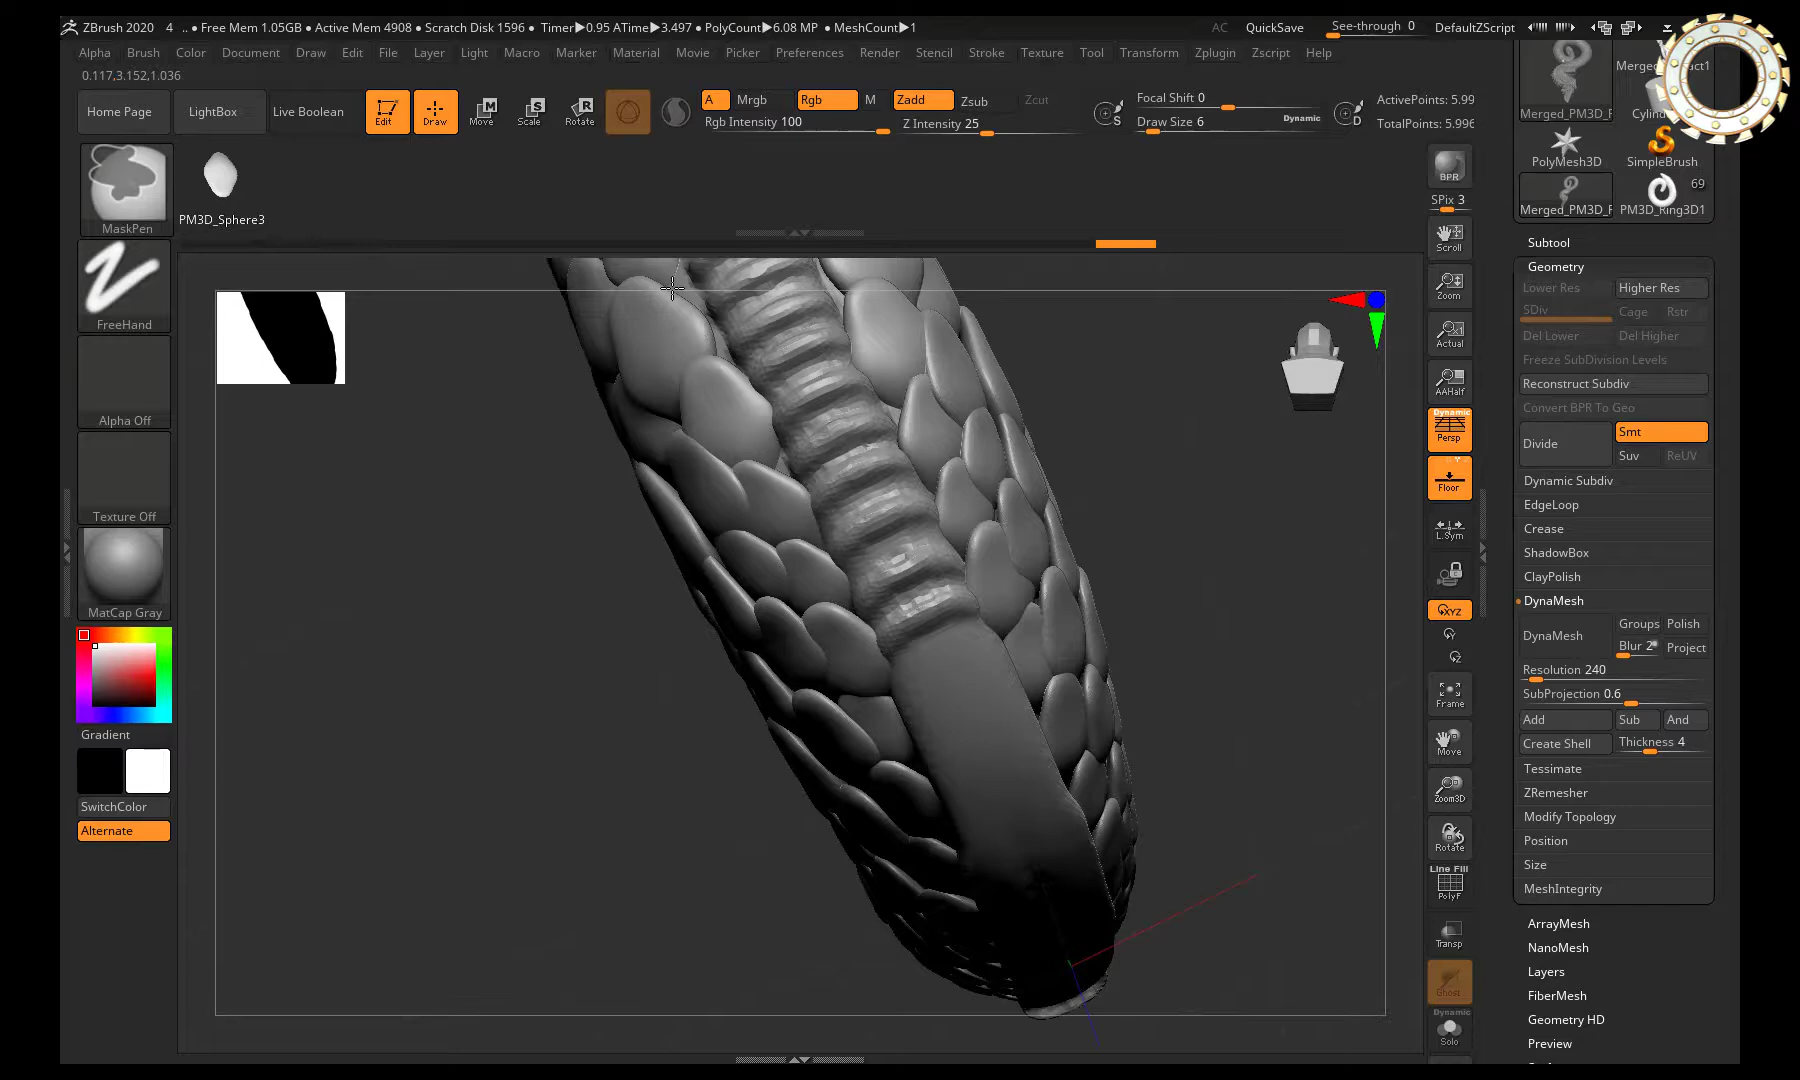 ZBrush 2020 4 .. • Free Mem 1.05GB • Active Mem 4908 • Scratch Disk 1596 • Timer▶0.95 ATime▶3.497 • PolyCount▶6.08 MP • MeshCount▶1 AC QuickSave See-through 0 DefaultZScript
Alpha Brush Color Document Draw Edit File Layer Light Macro Marker Material Movie Picker Preferences Render Stencil Stroke Texture Tool Transform Zplugin Zscript Help
0.117,3.152,1.036
Home Page LightBox Live Boolean Edit Draw Move Scale Rotate
A Mrgb Rgb M Zadd Zsub Zcut
Rgb Intensity 100 Z Intensity 25
Focal Shift 0
Draw Size 6 Dynamic
ActivePoints: 5.99
TotalPoints: 5.996
MaskPen
PM3D_Sphere3
FreeHand
Alpha Off
Texture Off
MatCap Gray
Gradient
SwitchColor
Alternate
BPR
SPix 3
Scroll
Zoom
Actual
AAHalf
Dynamic
Persp
Floor
L.Sym
XYZ
Frame
Move
Zoom3D
Rotate
Line Fill
PolyF
Transp
Ghost
Dynamic
Solo
Merged_PM3D_F
PolyMesh3D SimpleBrush
69
Merged_PM3D_F PM3D_Ring3D1
Subtool
Geometry
Lower Res Higher Res
SDiv Cage Rstr
Del Lower Del Higher
Freeze SubDivision Levels
Reconstruct Subdiv
Convert BPR To Geo
Divide Smt
Suv ReUV
Dynamic Subdiv
EdgeLoop
Crease
ShadowBox
ClayPolish
DynaMesh
DynaMesh Groups Polish
Blur 2 Project
Resolution 240
SubProjection 0.6
Add Sub And
Create Shell Thickness 4
Tessimate
ZRemesher
Modify Topology
Position
Size
MeshIntegrity
ArrayMesh
NanoMesh
Layers
FiberMesh
Geometry HD
Preview